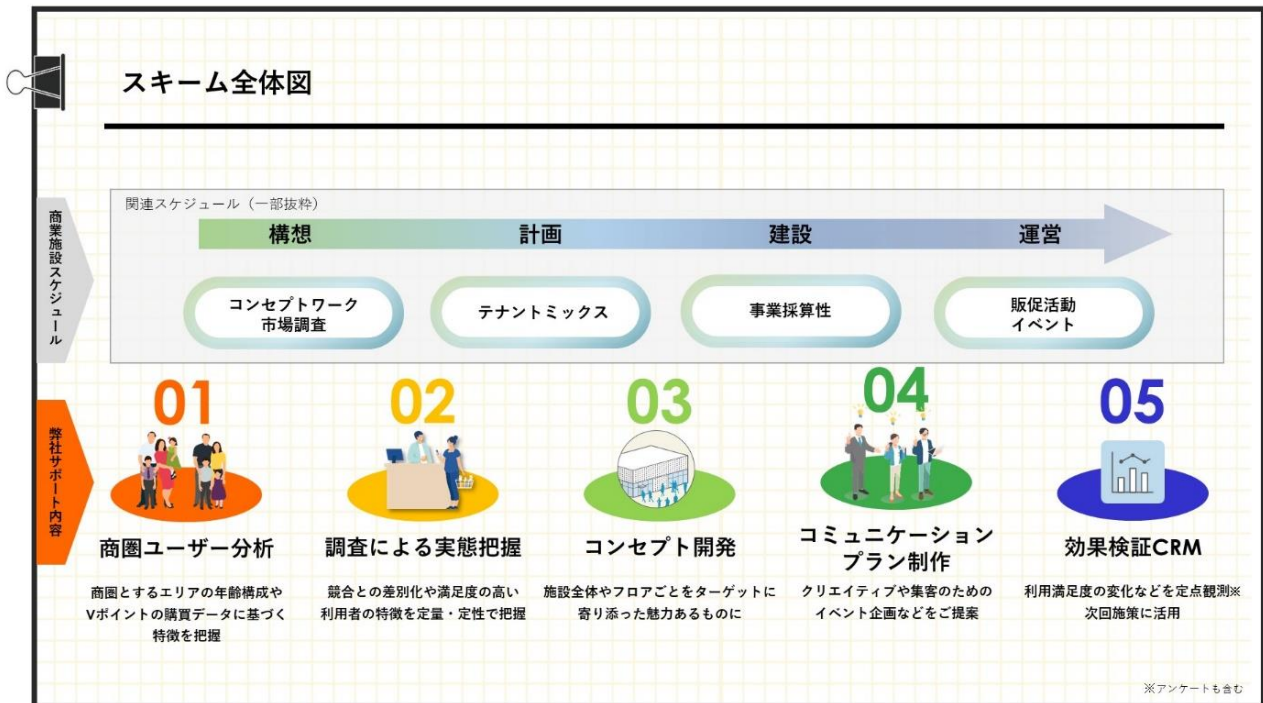 スキーム全体図
商業施設スケジュール
関連スケジュール（一部抜粋）
構想
計画
建設
運営
コンセプトワーク
市場調査
テナントミックス
事業採算性
販促活動
イベント
弊社サポート内容
01
商圏ユーザー分析
商圏とするエリアの年齢構成や
Vポイントの購買データに基づく
特徴を把握
02
調査による実態把握
競合との差別化や満足度の高い
利用者の特徴を定量・定性で把握
03
コンセプト開発
施設全体やフロアごとをターゲットに
寄り添った魅力あるものに
04
コミュニケーション
プラン制作
クリエイティブや集客のための
イベント企画などをご提案
05
効果検証CRM
利用満足度の変化などを定点観測※
次回施策に活用
※アンケートも含む